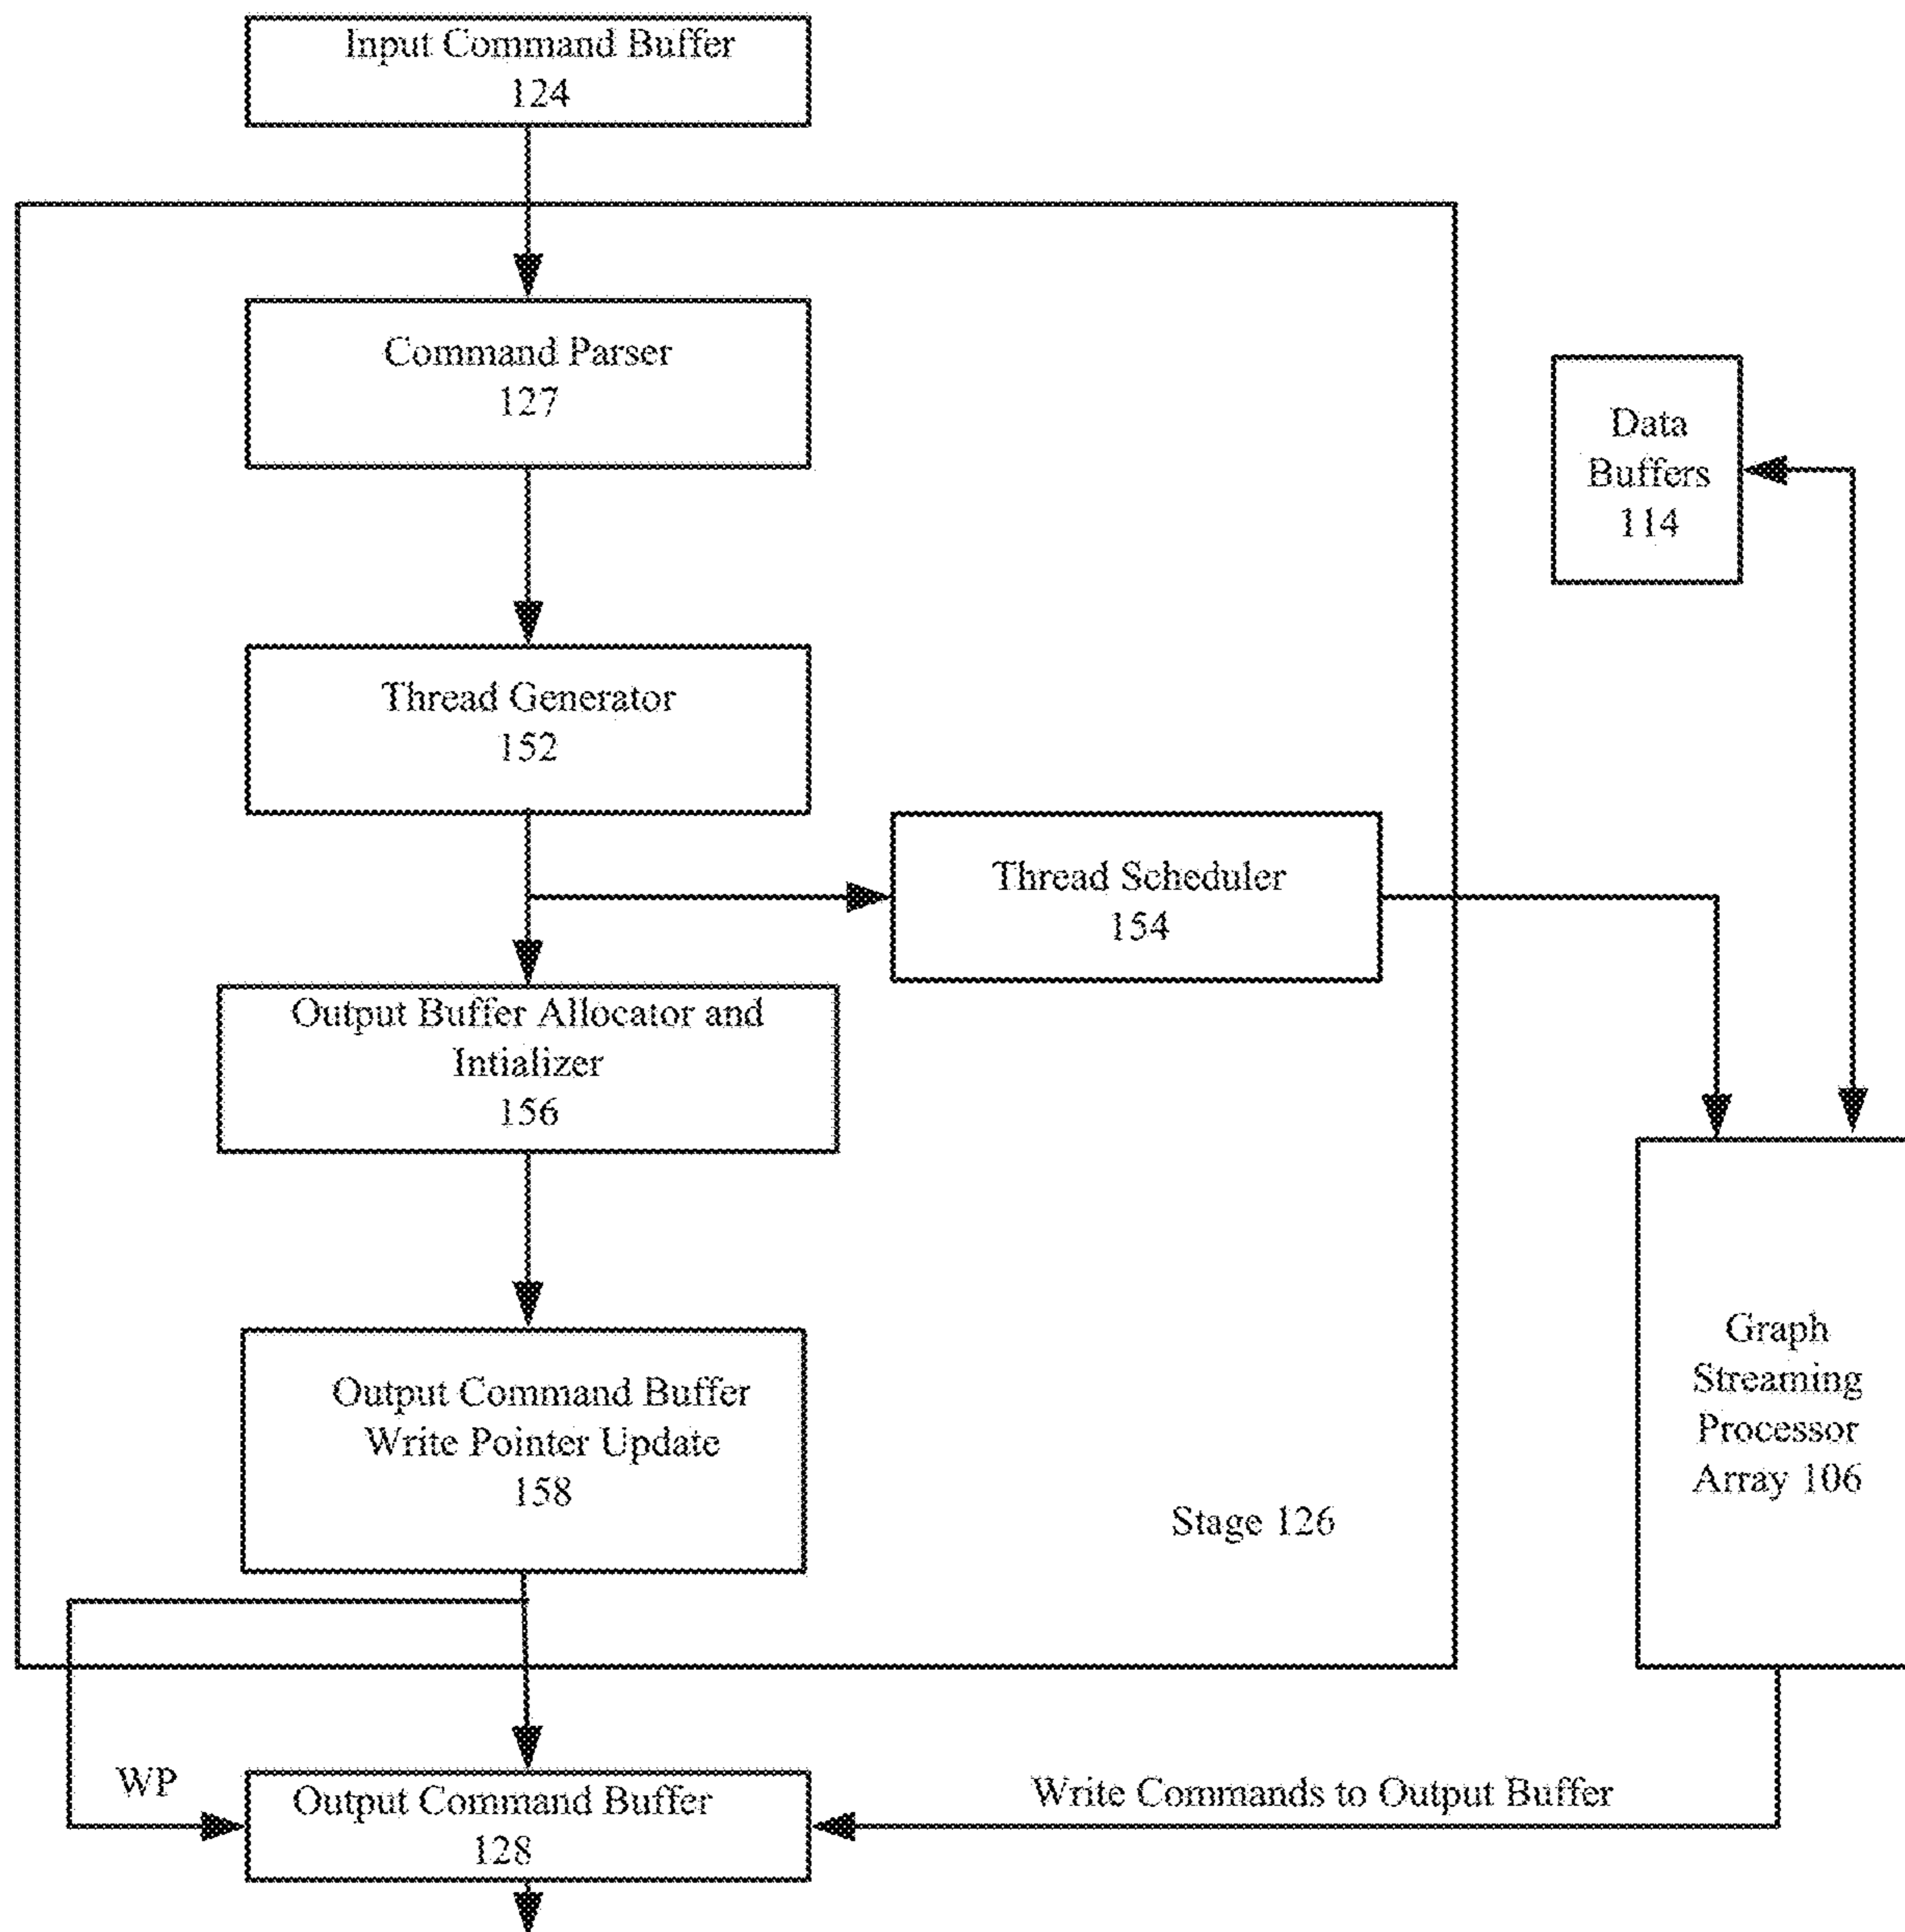 Input Command Buffer
124
Command Parser
127
Data
Buffers
114
Thread Generator
152
Thread Scheduler
154
Output Buffer Allocator and
Intializer
156
Graph
Streaming
Processor
Array 106
Output Command Buffer
Write Pointer Update
158
Stage 126
WP
Output Command Buffer
128
Write Commands to Output Buffer